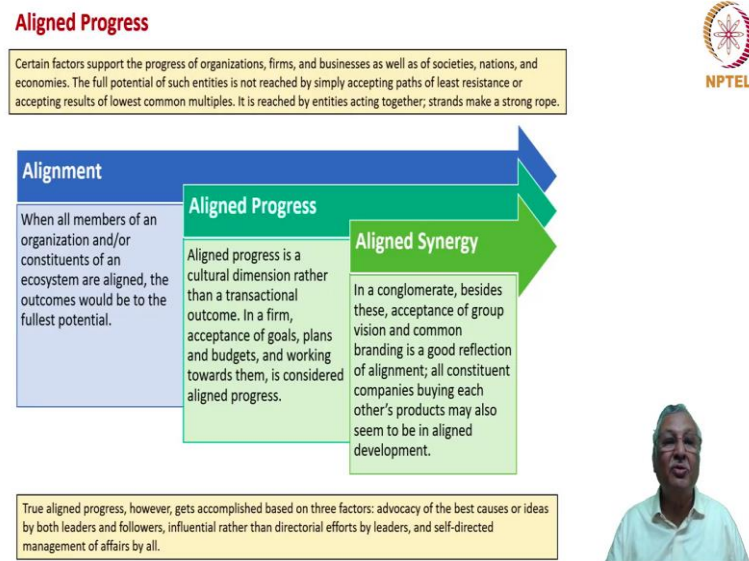 Aligned Progress
NPTEL
Certain factors support the progress of organizations, firms, and businesses as well as of societies, nations, and
economies. The full potential of such entities is not reached by simply accepting paths of least resistance or
accepting results of lowest common multiples. It is reached by entities acting together; strands make a strong rope.
Alignment
When all members of an
organization and/or
constituents of an
ecosystem are aligned, the
outcomes would be to the
fullest potential.
Aligned Progress
Aligned progress is a
cultural dimension rather
than a transactional
outcome. In a firm,
acceptance of goals, plans
and budgets, and working
towards them, is considered
aligned progress.
Aligned Synergy
In a conglomerate, besides
these, acceptance of group
vision and common
branding is a good reflection
of alignment; all constituent
companies buying each
other's products may also
seem to be in aligned
development.
True aligned progress, however, gets accomplished based on three factors: advocacy of the best causes or ideas
by both leaders and followers, influential rather than directorial efforts by leaders, and self-directed
management of affairs by all.